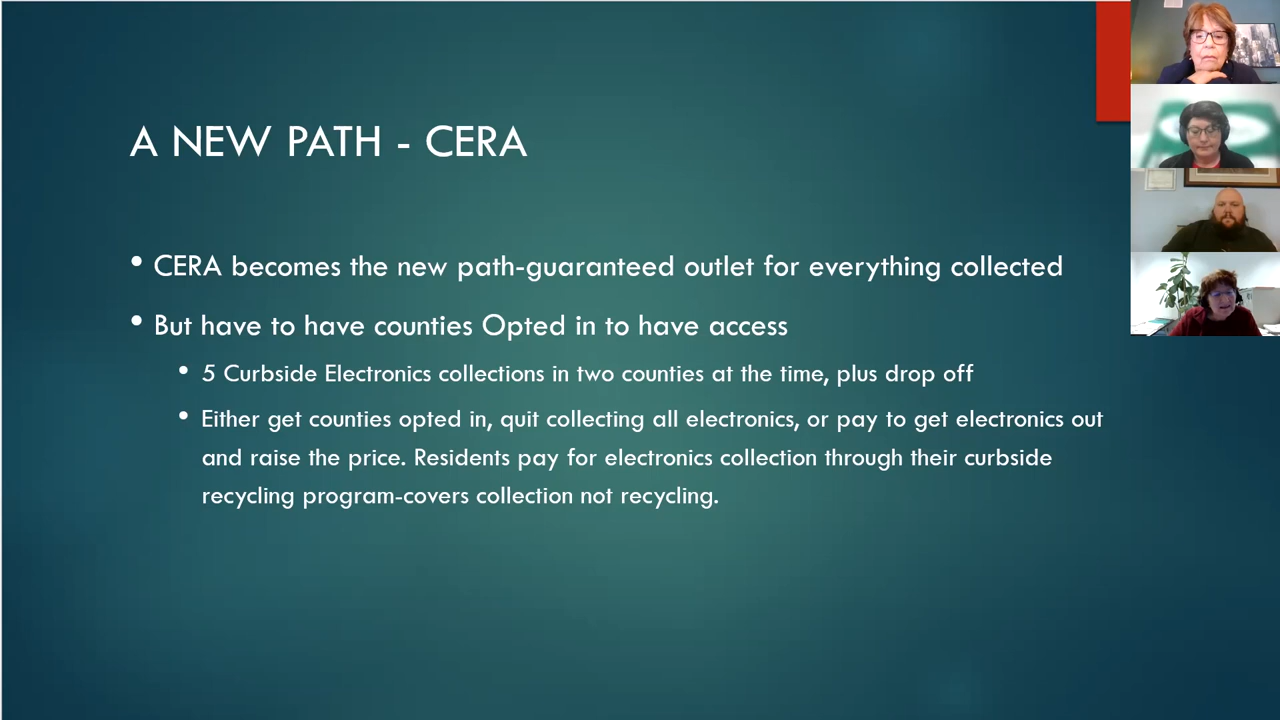 A NEW PATH - CERA
• CERA becomes the new path-guaranteed outlet for everything collected
• But have to have counties Opted in to have access
• 5 Curbside Electronics collections in two counties at the time, plus drop off
• Either get counties opted in, quit collecting all electronics, or pay to get electronics out
and raise the price. Residents pay for electronics collection through their curbside
recycling program-covers collection not recycling.